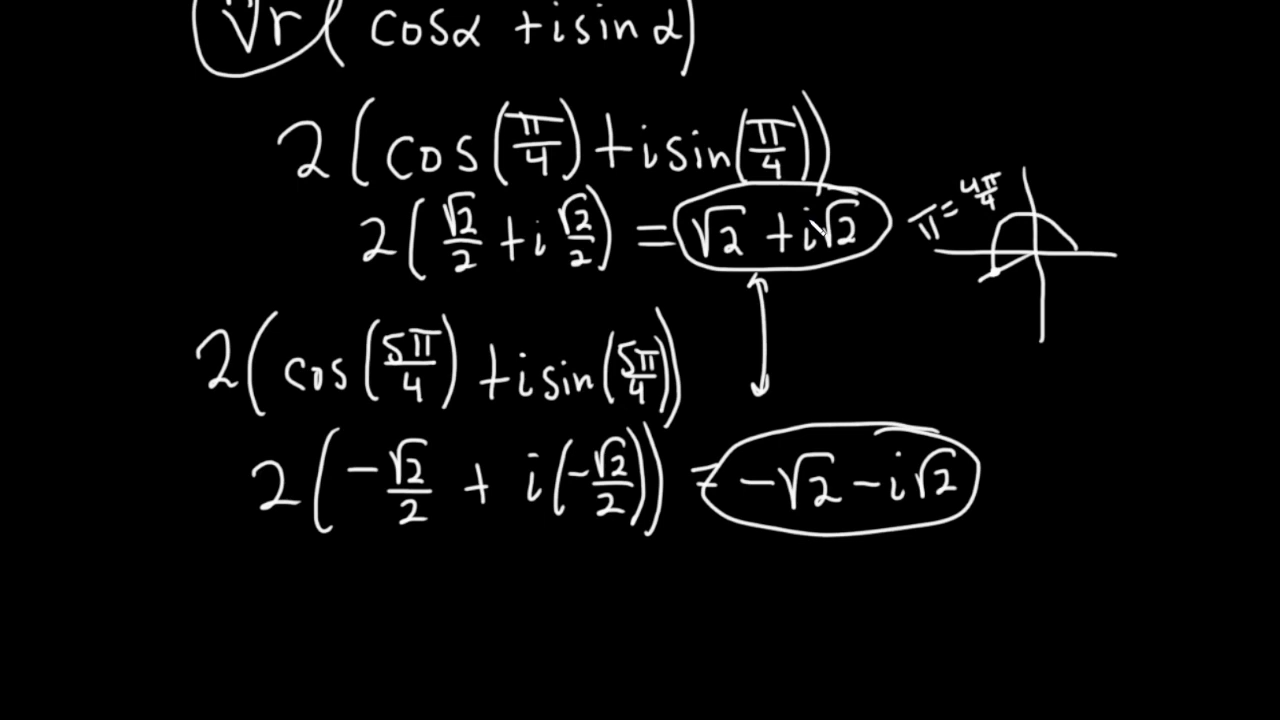 ⁿ√r ( cosα + i sin α)
2 (cos(π/4) + i sin(π/4))
2 (√2/2 + i √2/2) = √2 + i√2
π = 4π/4
2 (cos(5π/4) + i sin(5π/4))
2 (-√2/2 + i(-√2/2)) = -√2 - i√2